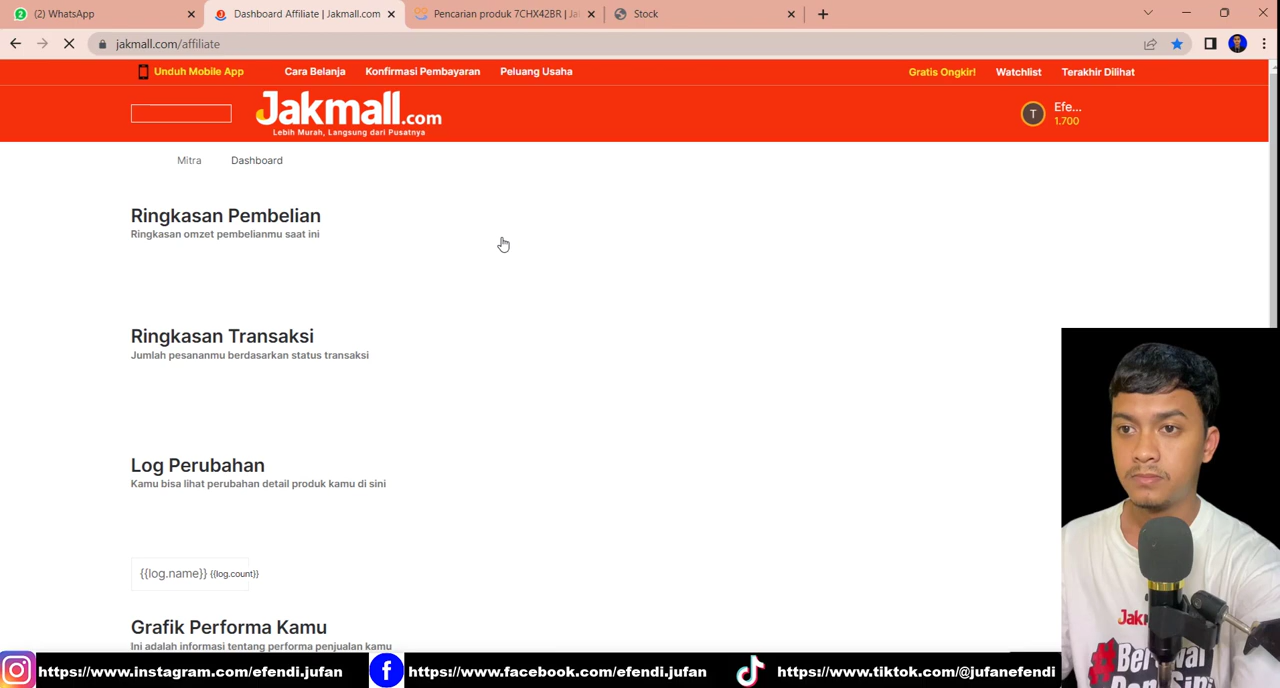 (2) WhatsApp
Dashboard Affiliate | Jakmall.com
Pencarian produk 7CHX42BR | Ja
Stock
jakmall.com/affiliate
Unduh Mobile App
Cara Belanja
Konfirmasi Pembayaran
Peluang Usaha
Gratis Ongkir!
Watchlist
Terakhir Dilihat
Jakmall.com
Lebih Murah, Langsung dari Pusatnya
T
Efe...
1.700
Mitra
Dashboard
Ringkasan Pembelian
Ringkasan omzet pembelianmu saat ini
Ringkasan Transaksi
Jumlah pesananmu berdasarkan status transaksi
Log Perubahan
Kamu bisa lihat perubahan detail produk kamu di sini
{{log.name}} {{log.count}}
Grafik Performa Kamu
Ini adalah informasi tentang performa penjualan kamu
Jak
https://www.instagram.com/efendi.jufan
https://www.facebook.com/efendi.jufan
https://www.tiktok.com/@jufanefendi